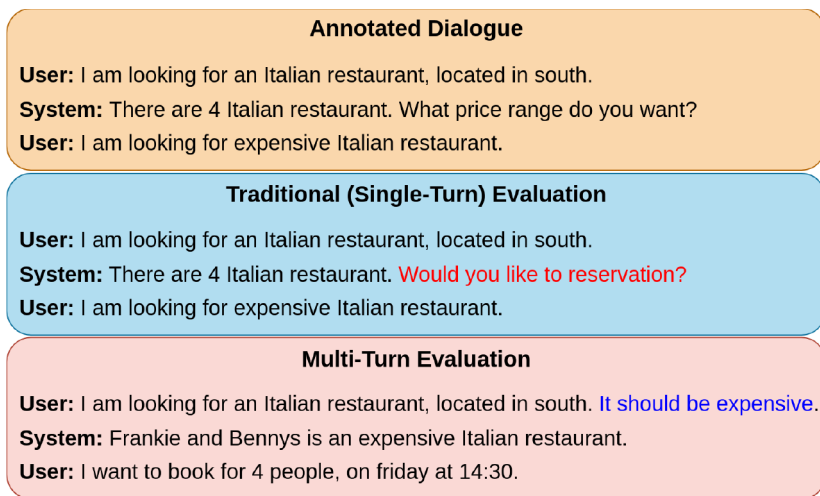 Annotated Dialogue
User: I am looking for an Italian restaurant, located in south.
System: There are 4 Italian restaurant. What price range do you want?
User: I am looking for expensive Italian restaurant.
Traditional (Single-Turn) Evaluation
User: I am looking for an Italian restaurant, located in south.
System: There are 4 Italian restaurant. Would you like to reservation?
User: I am looking for expensive Italian restaurant.
Multi-Turn Evaluation
User: I am looking for an Italian restaurant, located in south. It should be expensive.
System: Frankie and Bennys is an expensive Italian restaurant.
User: I want to book for 4 people, on friday at 14:30.